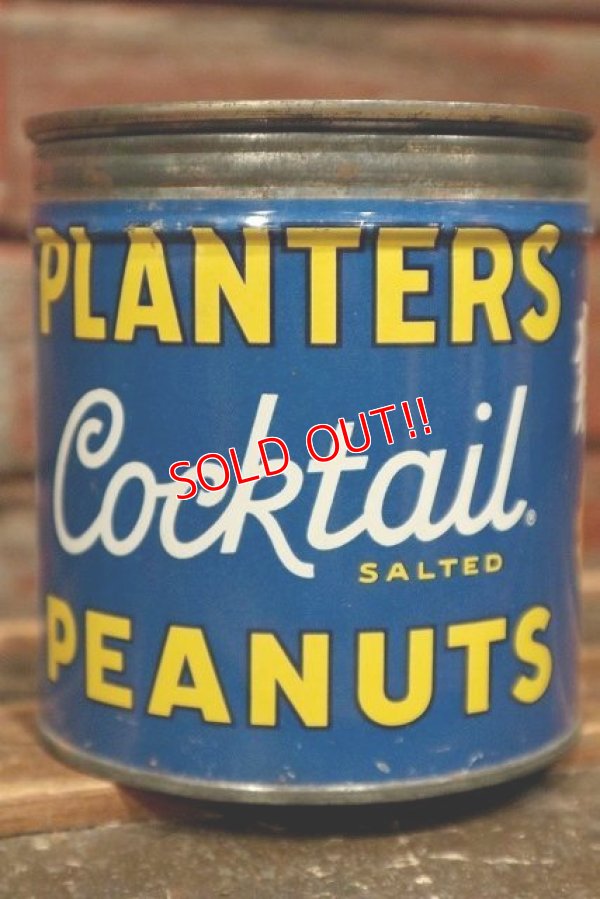 PLANTERS
Cocktail®
SOLD OUT!!
SALTED
PEANUTS